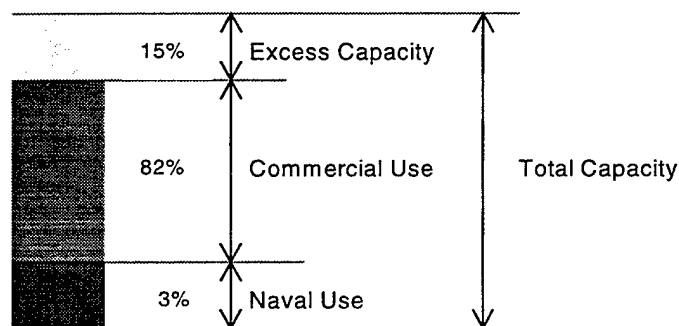 15% Excess Capacity
82% Commercial Use Total Capacity
3% Naval Use